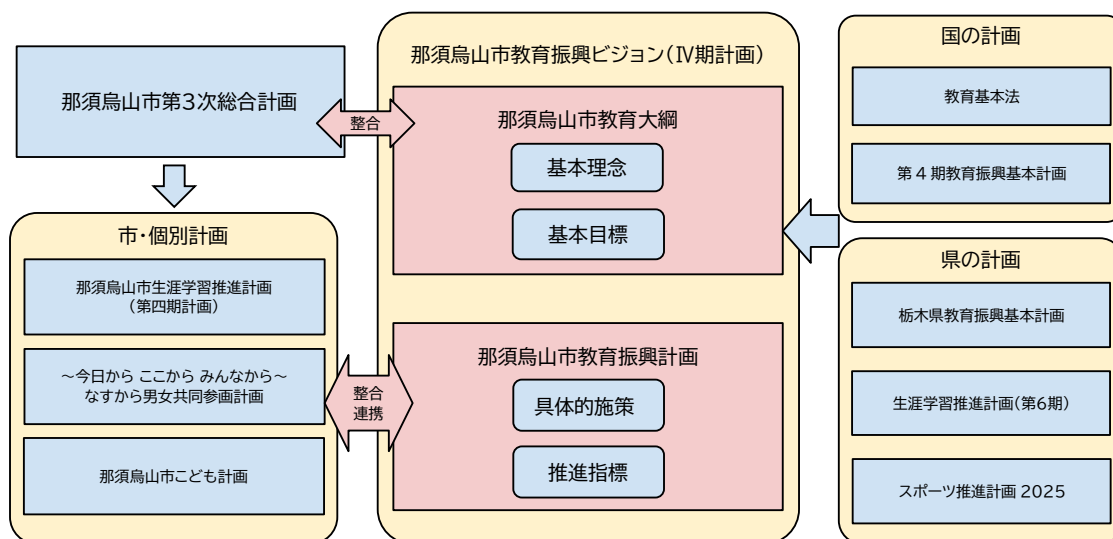 那須烏山市第3次総合計画
整合
市・個別計画
那須烏山市生涯学習推進計画
(第四期計画)
～今日から ここから みんなから～
なすから男女共同参画計画
那須烏山市こども計画
整合
連携
那須烏山市教育振興ビジョン(Ⅳ期計画)
那須烏山市教育大綱
基本理念
基本目標
那須烏山市教育振興計画
具体的施策
推進指標
国の計画
教育基本法
第4期教育振興基本計画
県の計画
栃木県教育振興基本計画
生涯学習推進計画(第6期)
スポーツ推進計画 2025